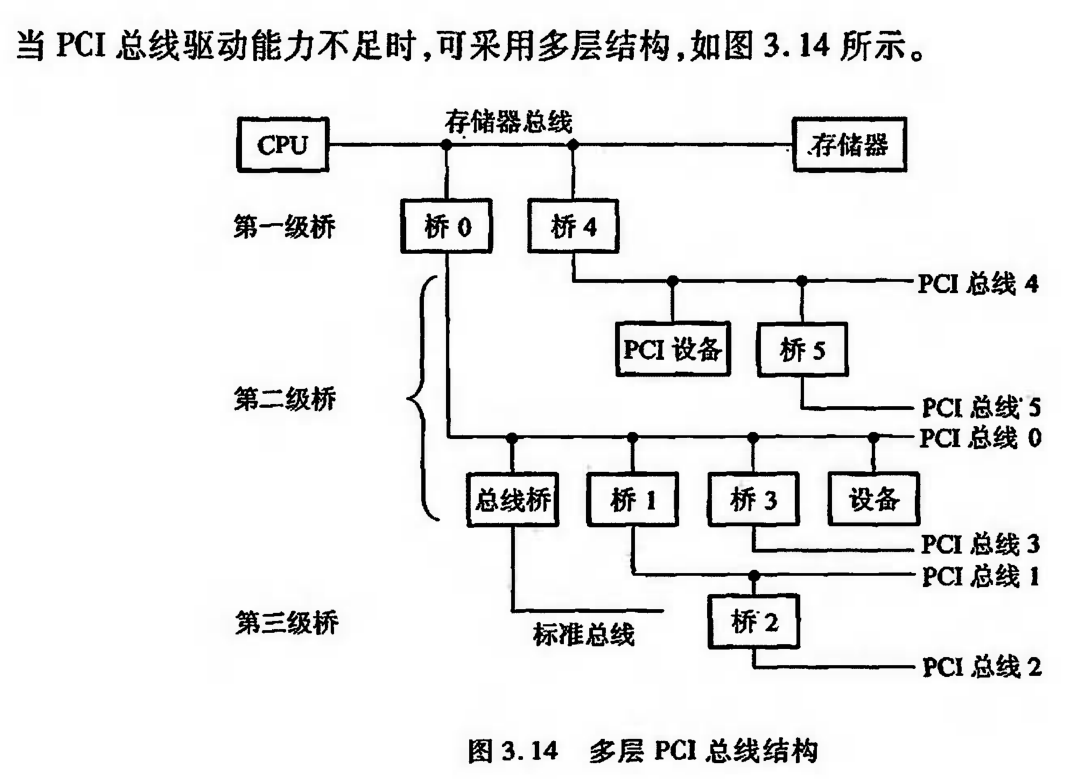 当 PCI 总线驱动能力不足时,可采用多层结构,如图 3.14 所示。
存储器总线
CPU
存储器
第一级桥
桥 0
桥 4
PCI 总线 4
PCI 设备
桥 5
第二级桥
PCI 总线 5
PCI 总线 0
总线桥
桥 1
桥 3
设备
PCI 总线 3
PCI 总线 1
第三级桥
标准总线
桥 2
PCI 总线 2
图 3.14 多层 PCI 总线结构